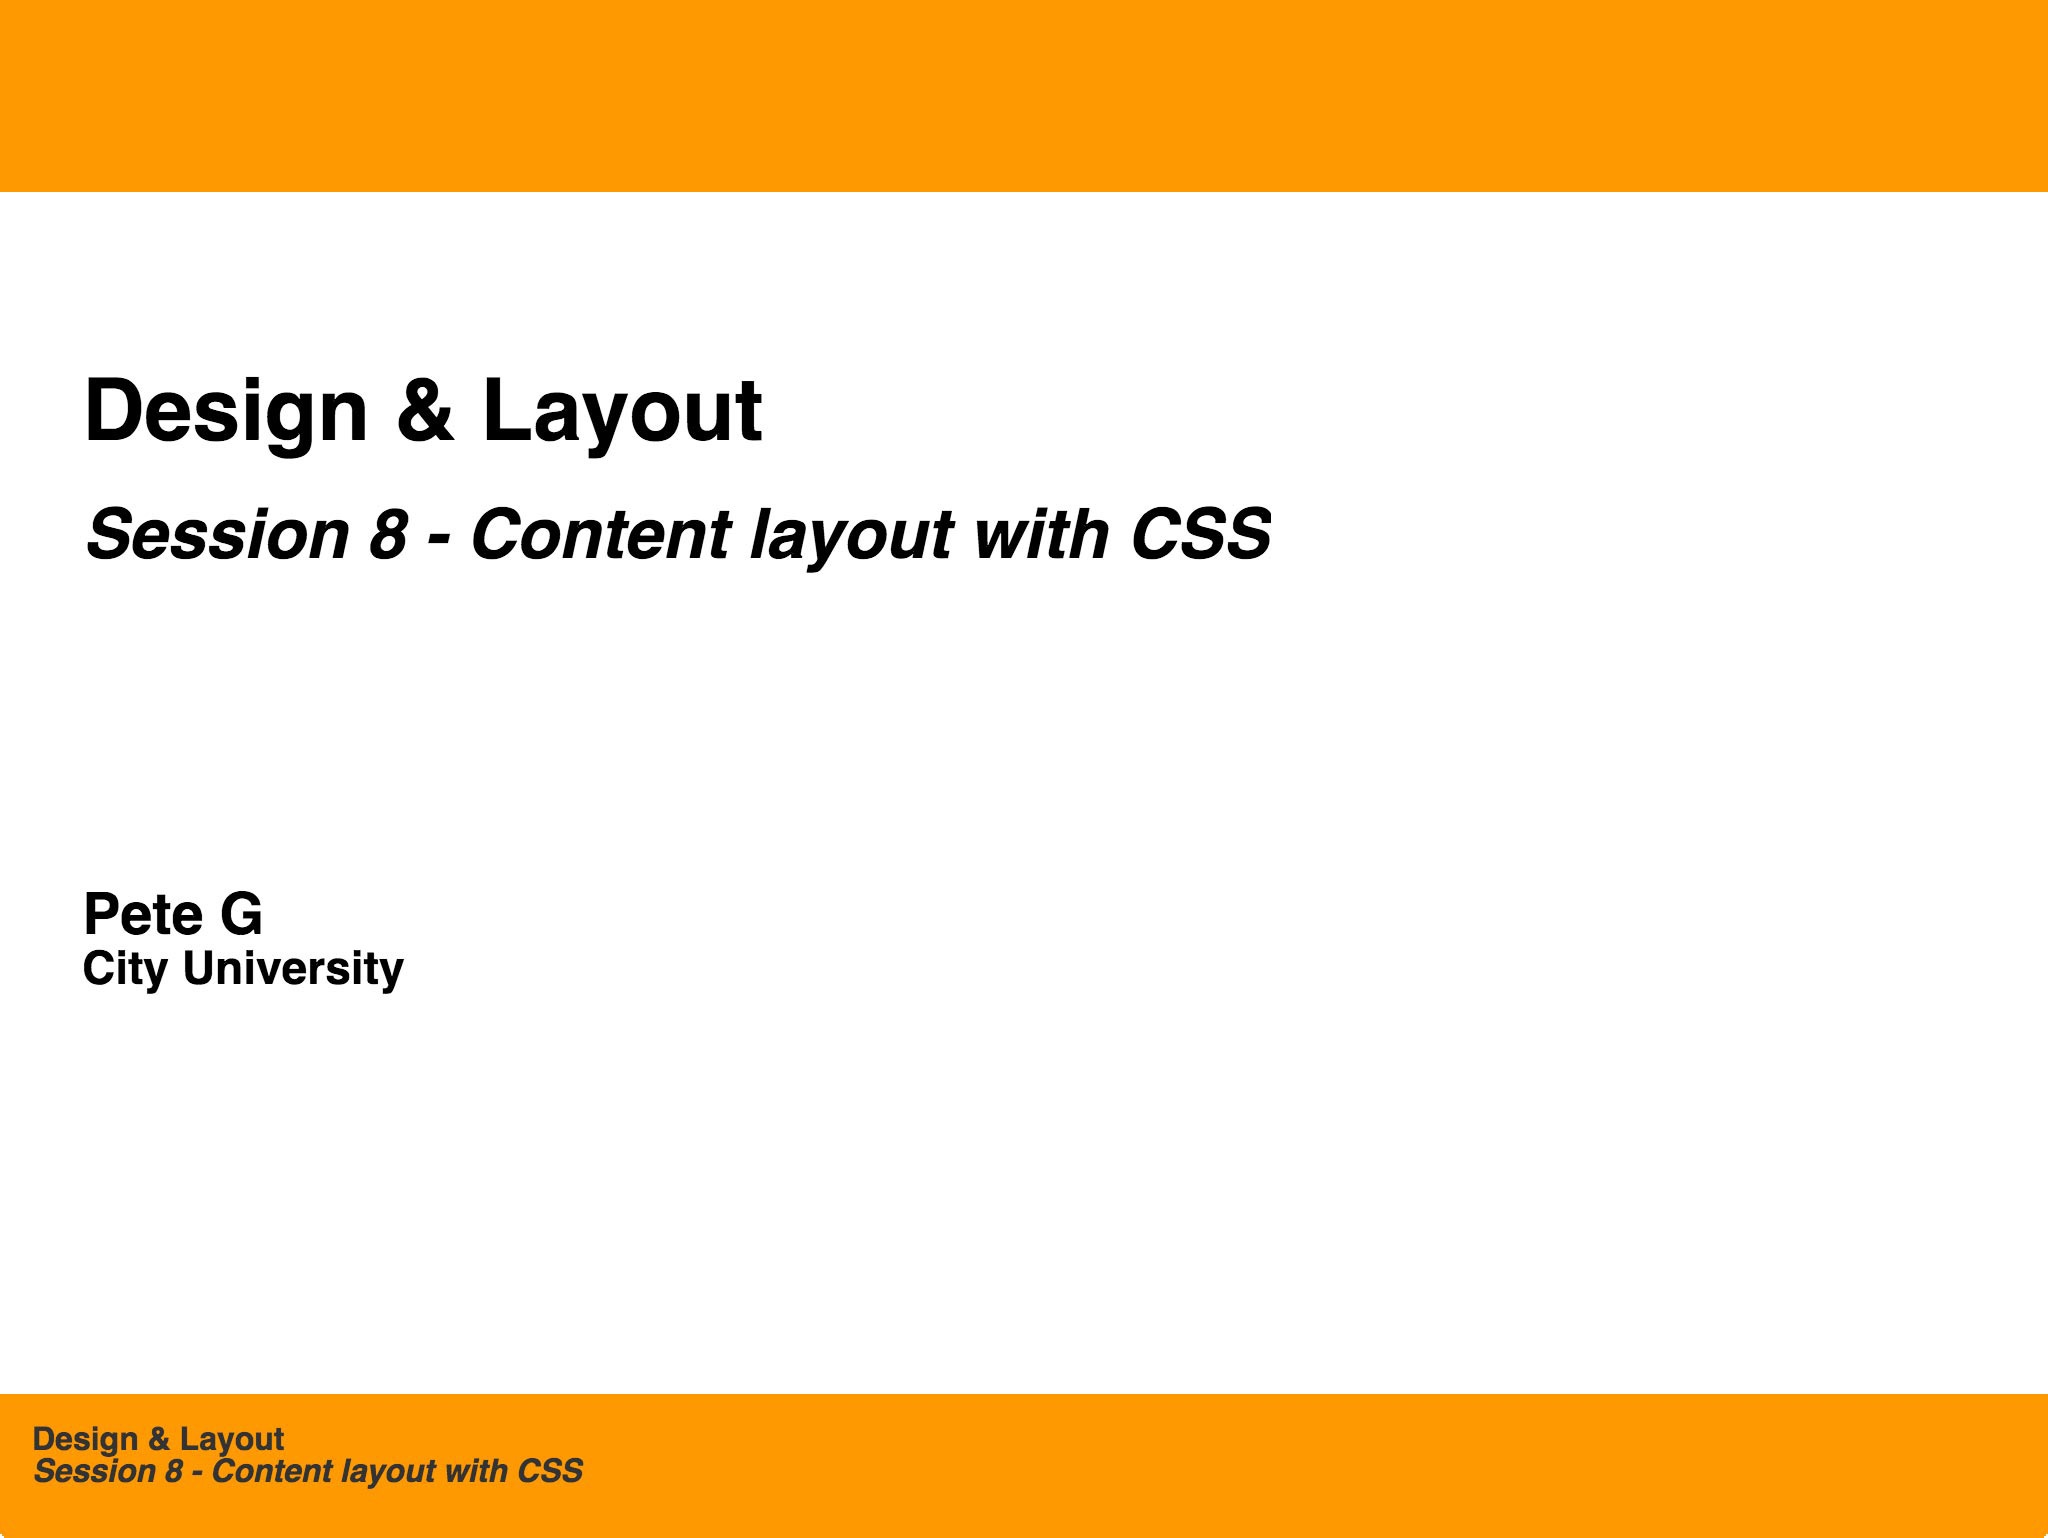 Design & Layout
Session 8 - Content layout with CSS
Pete G
City University
Design & Layout
Session 8 - Content layout with CSS